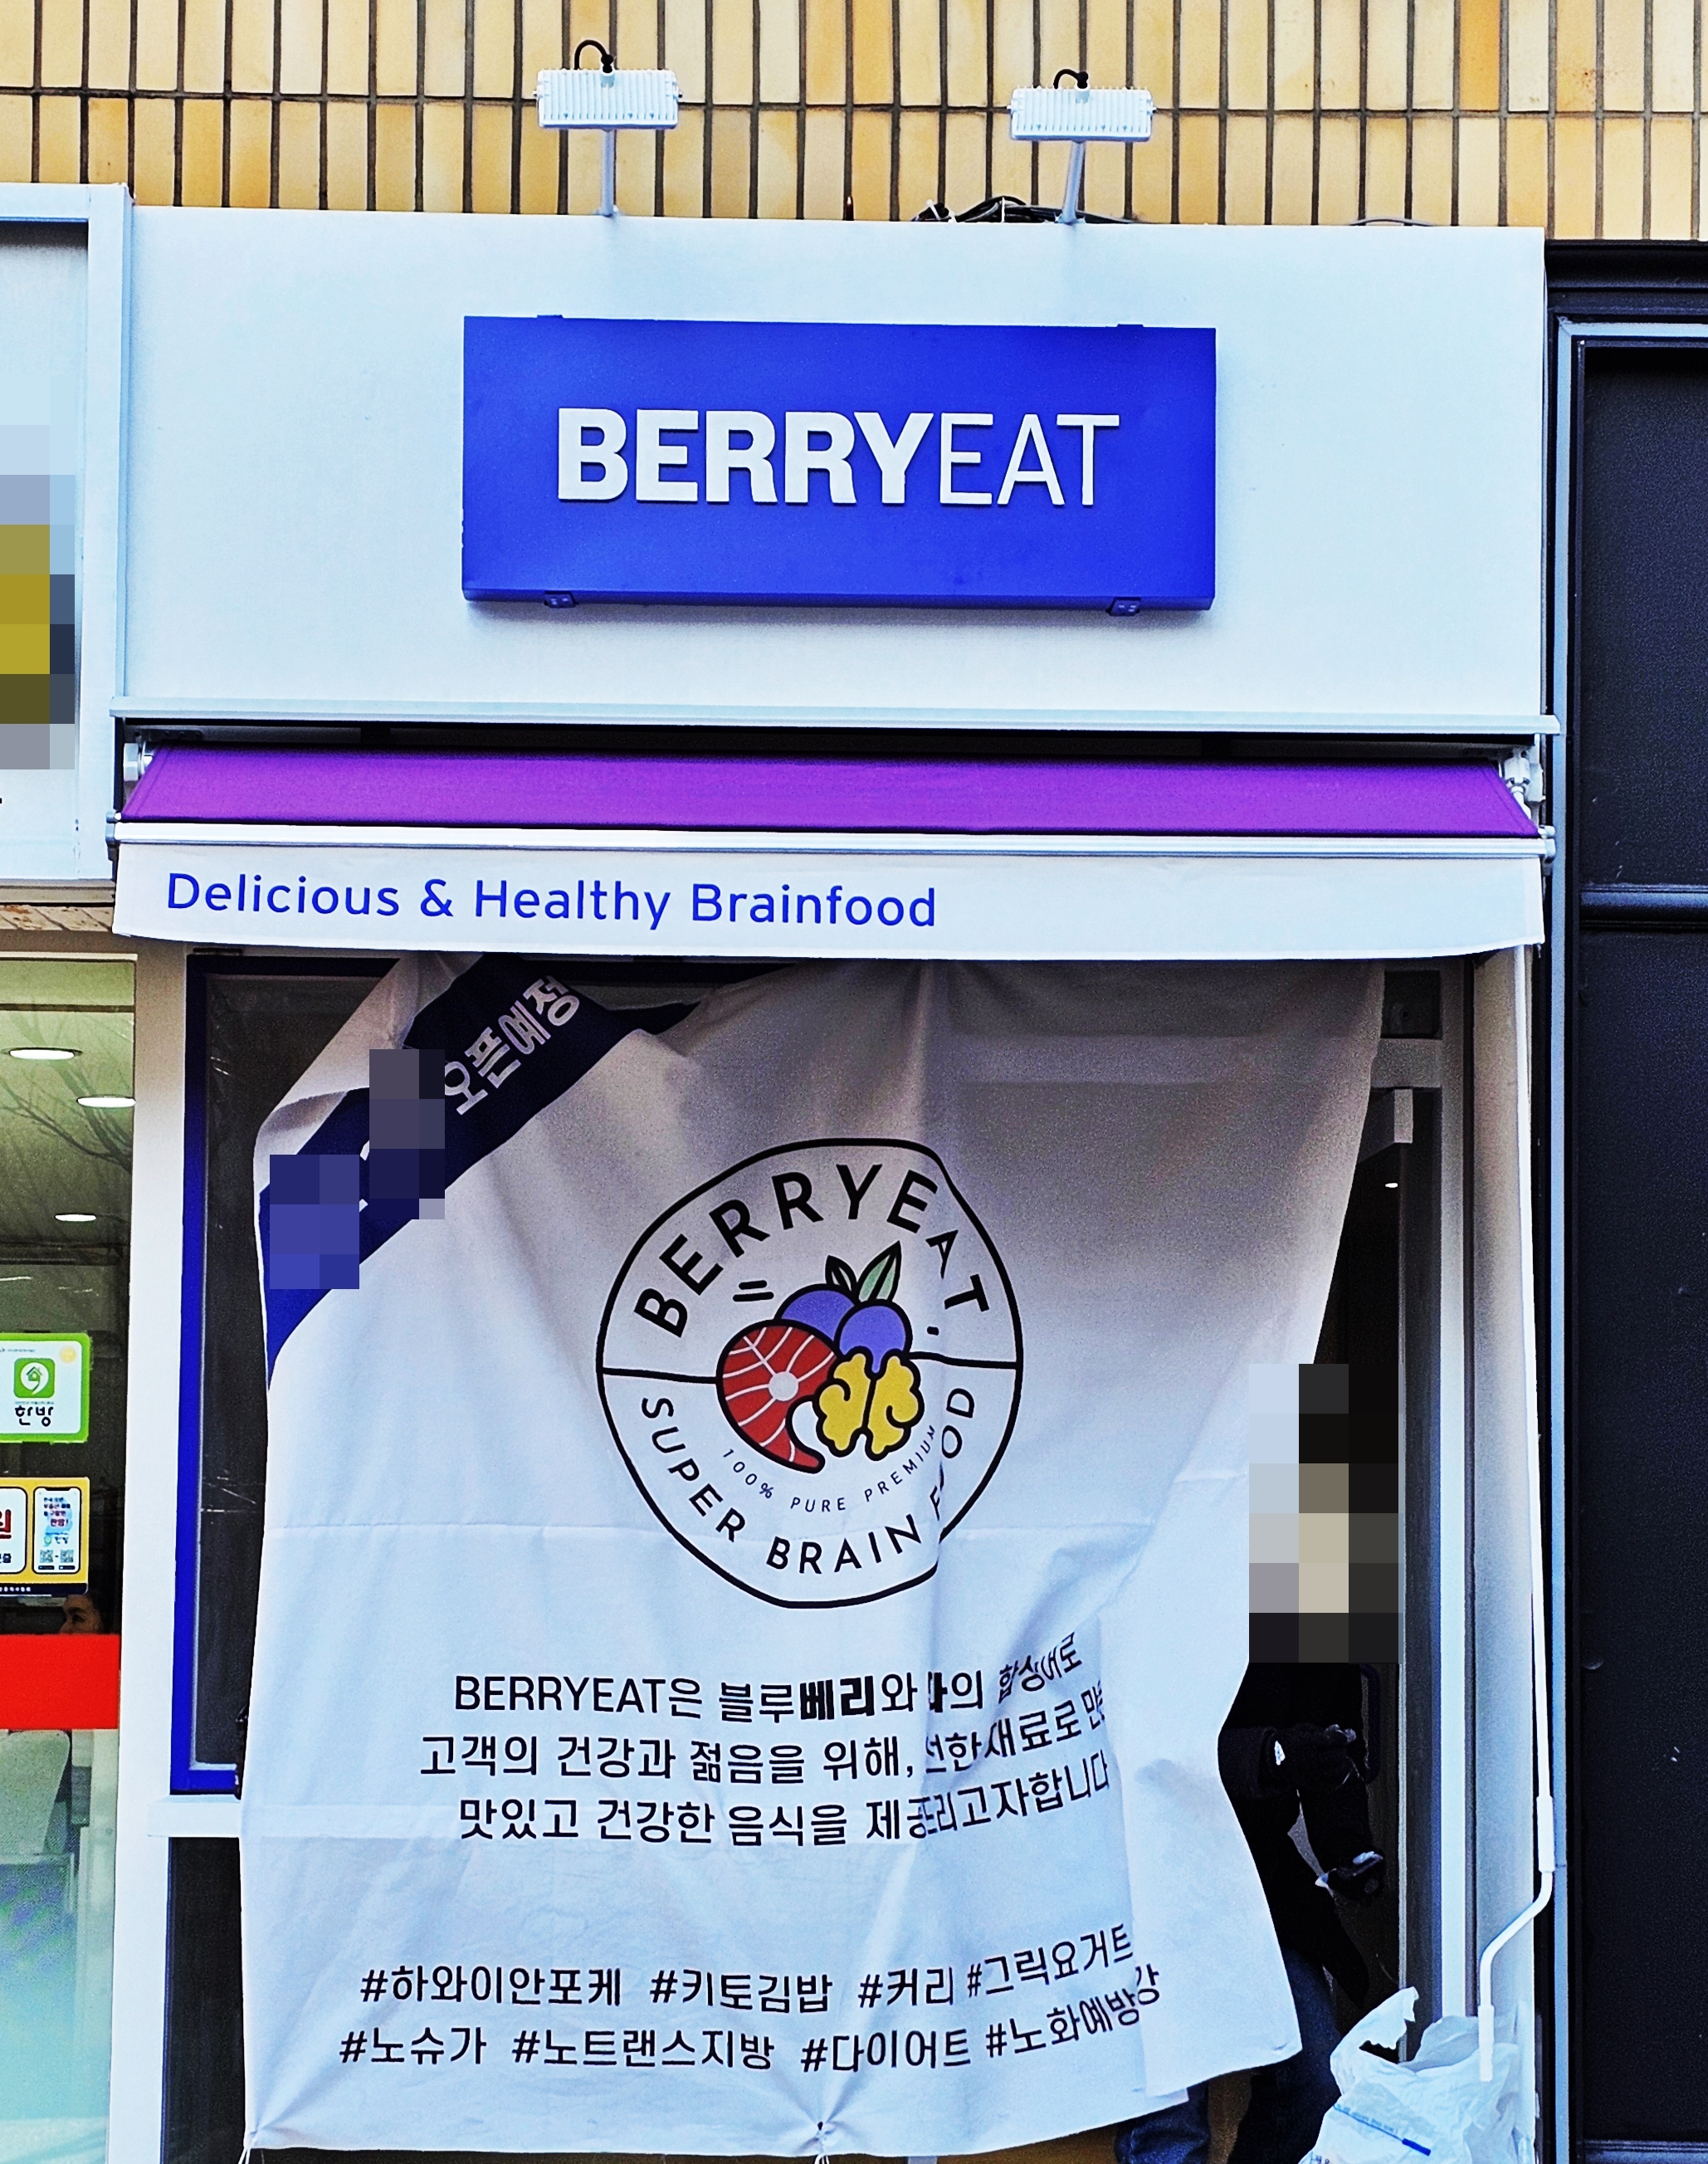 BERRYEAT
Delicious & Healthy Brainfood
오픈예정
BERRYEAT
100% PURE PREMIUM
SUPER BRAIN
BERRYEAT은 블루베리와
고객의 건강과 젊음을 위해, 재료로
맛있고 건강한 음식을
#하와이안포케 #키토김밥 #커리 #그릭요거트
#노슈가 #노트랜스지방 #다이어트 #노화예방
한방